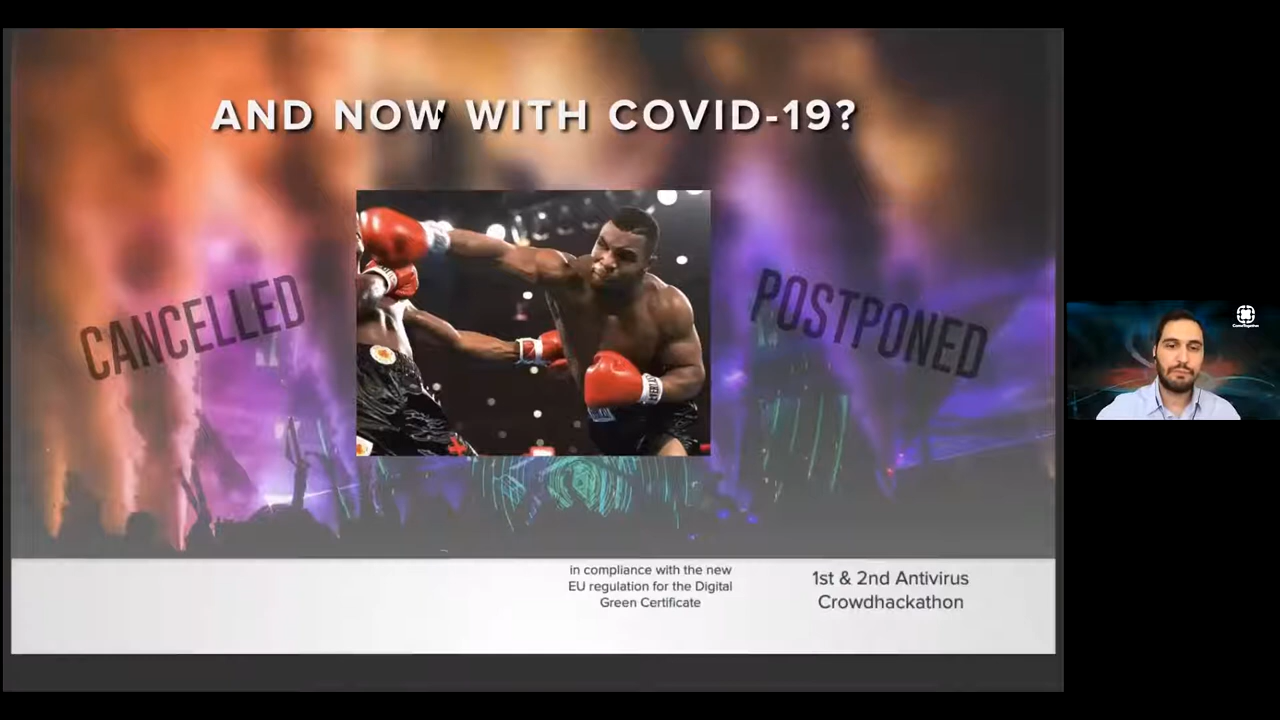 AND NOW WITH COVID-19?
CANCELLED
POSTPONED
in compliance with the new
EU regulation for the Digital
Green Certificate
1st & 2nd Antivirus
Crowdhackathon